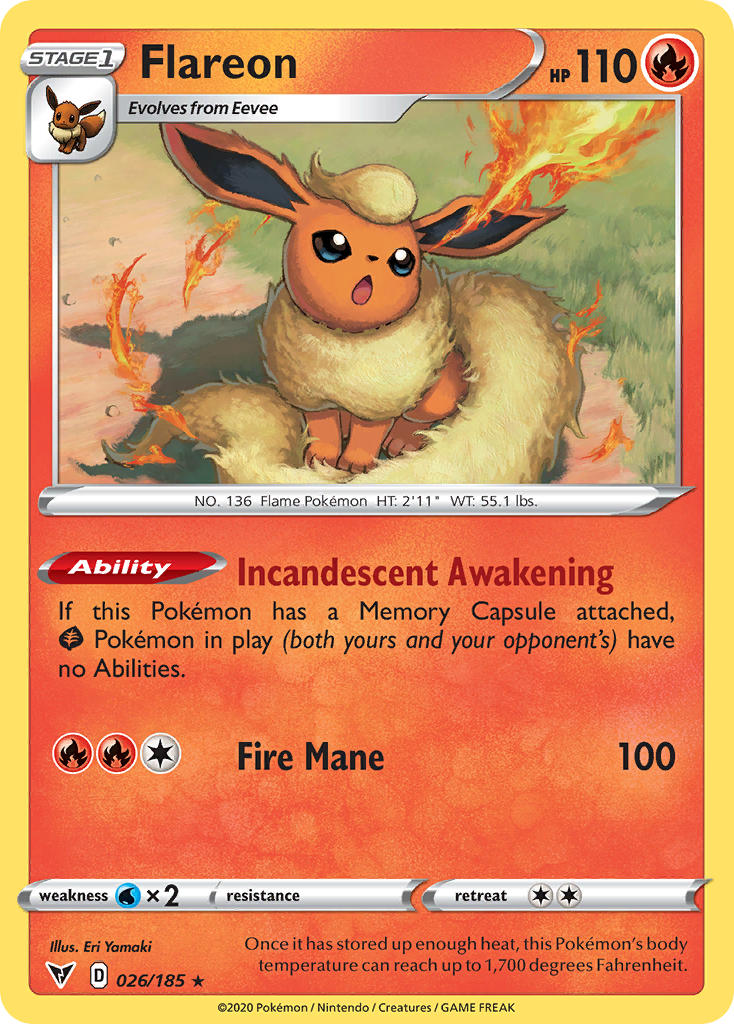 STAGE1
Flareon
HP 110
Evolves from Eevee
NO. 136 Flame Pokémon HT: 2'11" WT: 55.1 lbs.
Ability
Incandescent Awakening
If this Pokémon has a Memory Capsule attached,
Pokémon in play (both yours and your opponent's) have
no Abilities.
Fire Mane 100
weakness ×2 resistance retreat
Illus. Eri Yamaki
Once it has stored up enough heat, this Pokémon's body
temperature can reach up to 1,700 degrees Fahrenheit.
D 026/185 ★
©2020 Pokémon / Nintendo / Creatures / GAME FREAK